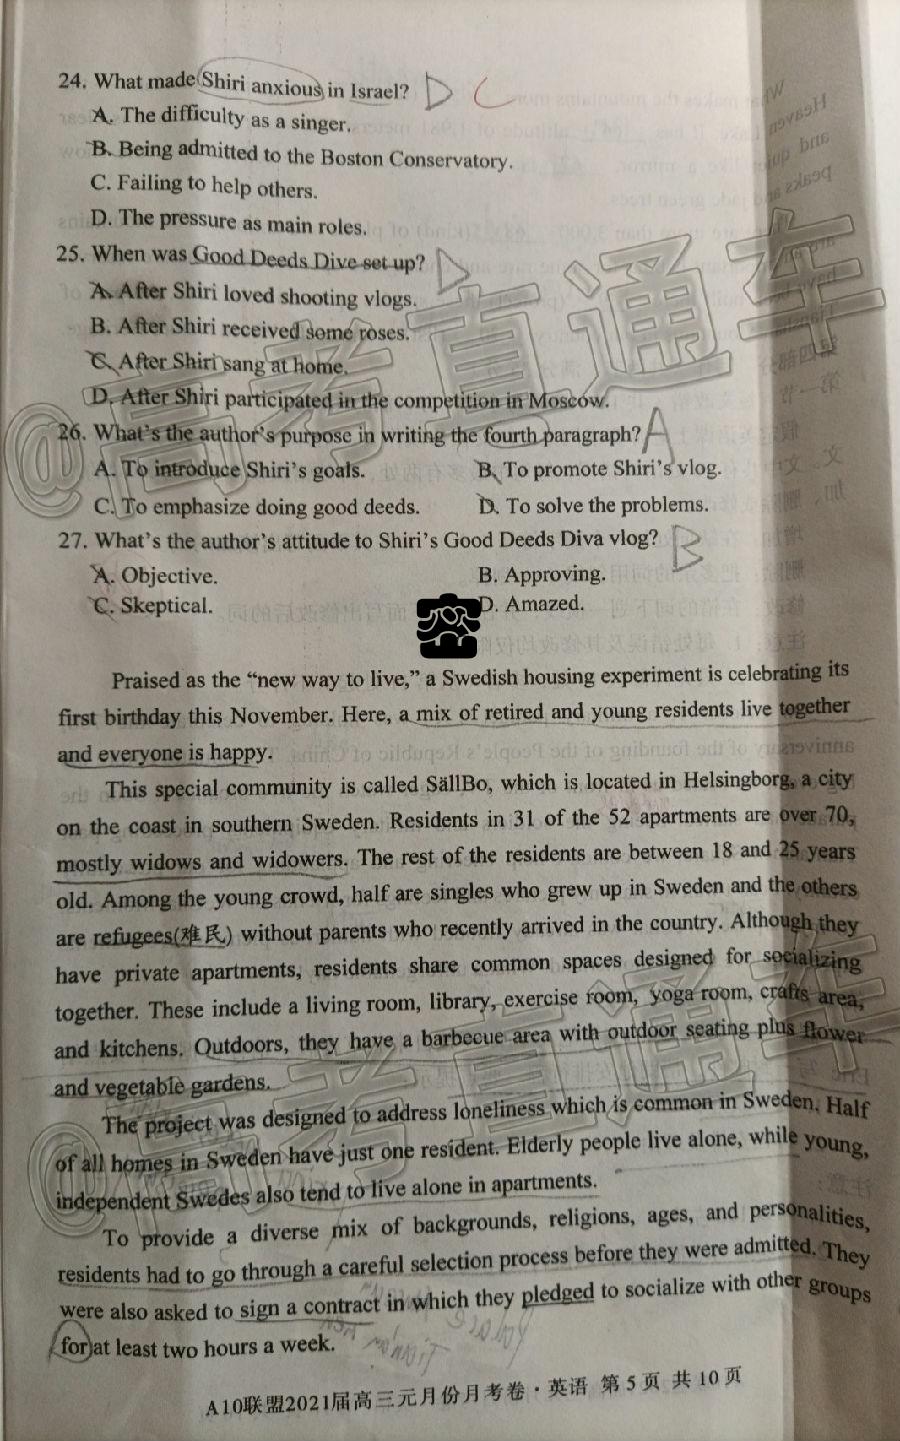 24. What made Shiri anxious in Israel? D C
A. The difficulty as a singer.
B. Being admitted to the Boston Conservatory.
C. Failing to help others.
D. The pressure as main roles.
25. When was Good Deeds Dive set up? D
A. After Shiri loved shooting vlogs.
B. After Shiri received some roses.
C. After Shiri sang at home.
D. After Shiri participated in the competition in Moscow.
26. What's the author's purpose in writing the fourth paragraph? A
A. To introduce Shiri's goals. B. To promote Shiri's vlog.
C. To emphasize doing good deeds. D. To solve the problems.
27. What's the author's attitude to Shiri's Good Deeds Diva vlog? B
A. Objective. B. Approving.
C. Skeptical. D. Amazed.
Praised as the “new way to live,” a Swedish housing experiment is celebrating its
first birthday this November. Here, a mix of retired and young residents live together
and everyone is happy.
This special community is called SällBo, which is located in Helsingborg, a city
on the coast in southern Sweden. Residents in 31 of the 52 apartments are over 70,
mostly widows and widowers. The rest of the residents are between 18 and 25 years
old. Among the young crowd, half are singles who grew up in Sweden and the others
are refugees(难民) without parents who recently arrived in the country. Although they
have private apartments, residents share common spaces designed for socializing
together. These include a living room, library, exercise room, yoga room, crafts area,
and kitchens. Outdoors, they have a barbecue area with outdoor seating plus flower
and vegetable gardens.
The project was designed to address loneliness which is common in Sweden. Half
of all homes in Sweden have just one resident. Elderly people live alone, while young,
independent Swedes also tend to live alone in apartments.
To provide a diverse mix of backgrounds, religions, ages, and personalities,
residents had to go through a careful selection process before they were admitted. They
were also asked to sign a contract in which they pledged to socialize with other groups
for at least two hours a week.
A10联盟2021届高三元月份月考卷·英语 第5页 共10页
@高考直通车
@高考直通车